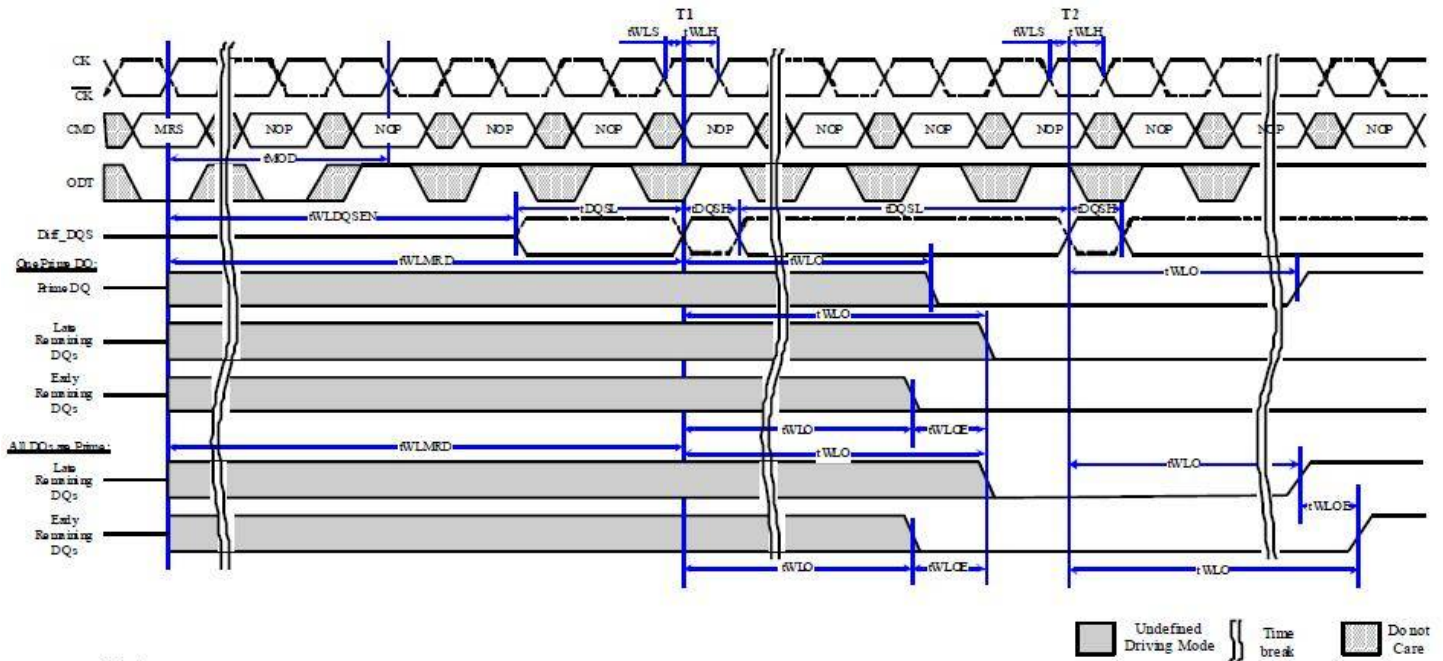 T1 T2
tWLS tWLH tWLS tWLH
CK
CK
CMD MRS NOP NOP NOP NOP NOP NOP NOP NOP NOP NOP NOP
tMOD
ODT
tWLDQSEN tDQSL tDQSH tDQSL tDQSH
Diff_DQS
tWLMRD tWLO tWLO
One Prime DQ:
Prime DQ
tWLO
Late
Remaining
DQs
Early
Remaining
DQs
tWLO tWLOE
All DQs are Prime:
tWLMRD tWLO
Late
Remaining
DQs
tWLO
tWLOE
Early
Remaining
DQs
tWLO tWLOE tWLO
Undefined
Driving Mode
Time
break
Do not
Care